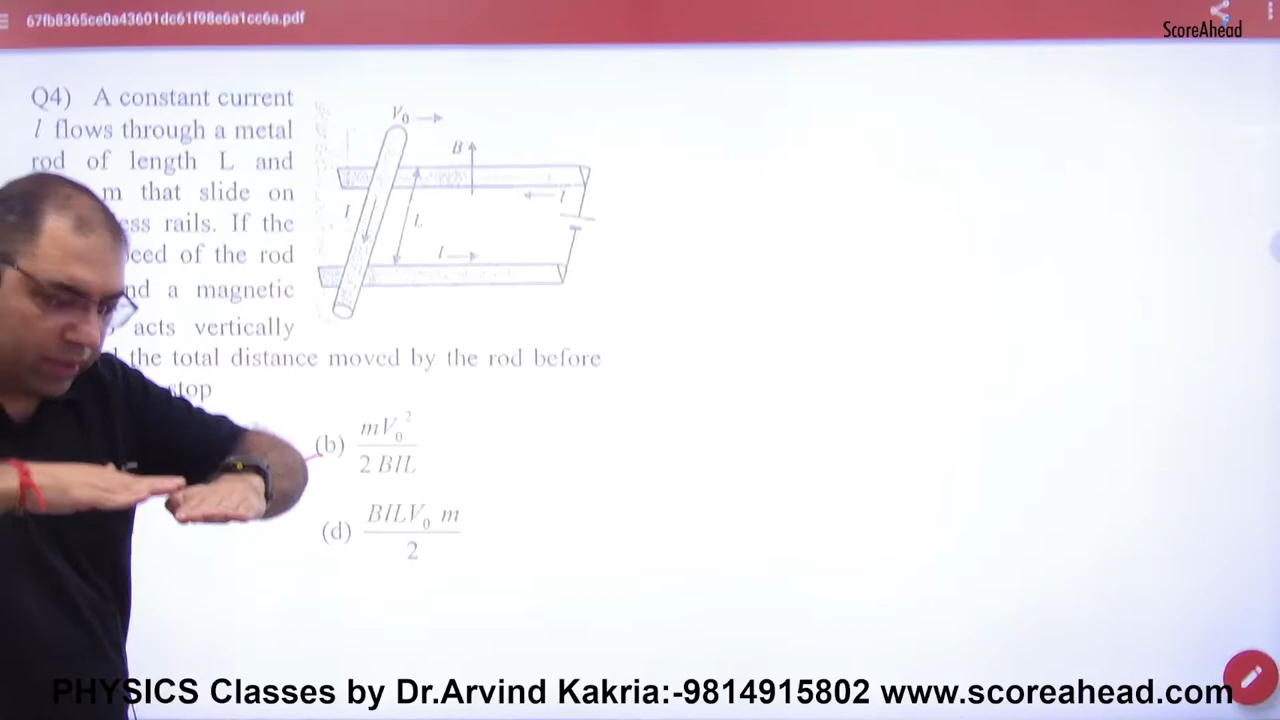 67fb8365ce0a43601dc61f98e6a1cc6a.pdf
ScoreAhead
Q4) A constant current
I flows through a metal
rod of length L and
m that slide on
ess rails. If the
eed of the rod
nd a magnetic
acts vertically
the total distance moved by the rod before
stop
V₀
B
I
I
L
I
(b) mV₀² / 2 BIL
(d) BILV₀ m / 2
PHYSICS Classes by Dr.Arvind Kakria:-9814915802 www.scoreahead.com